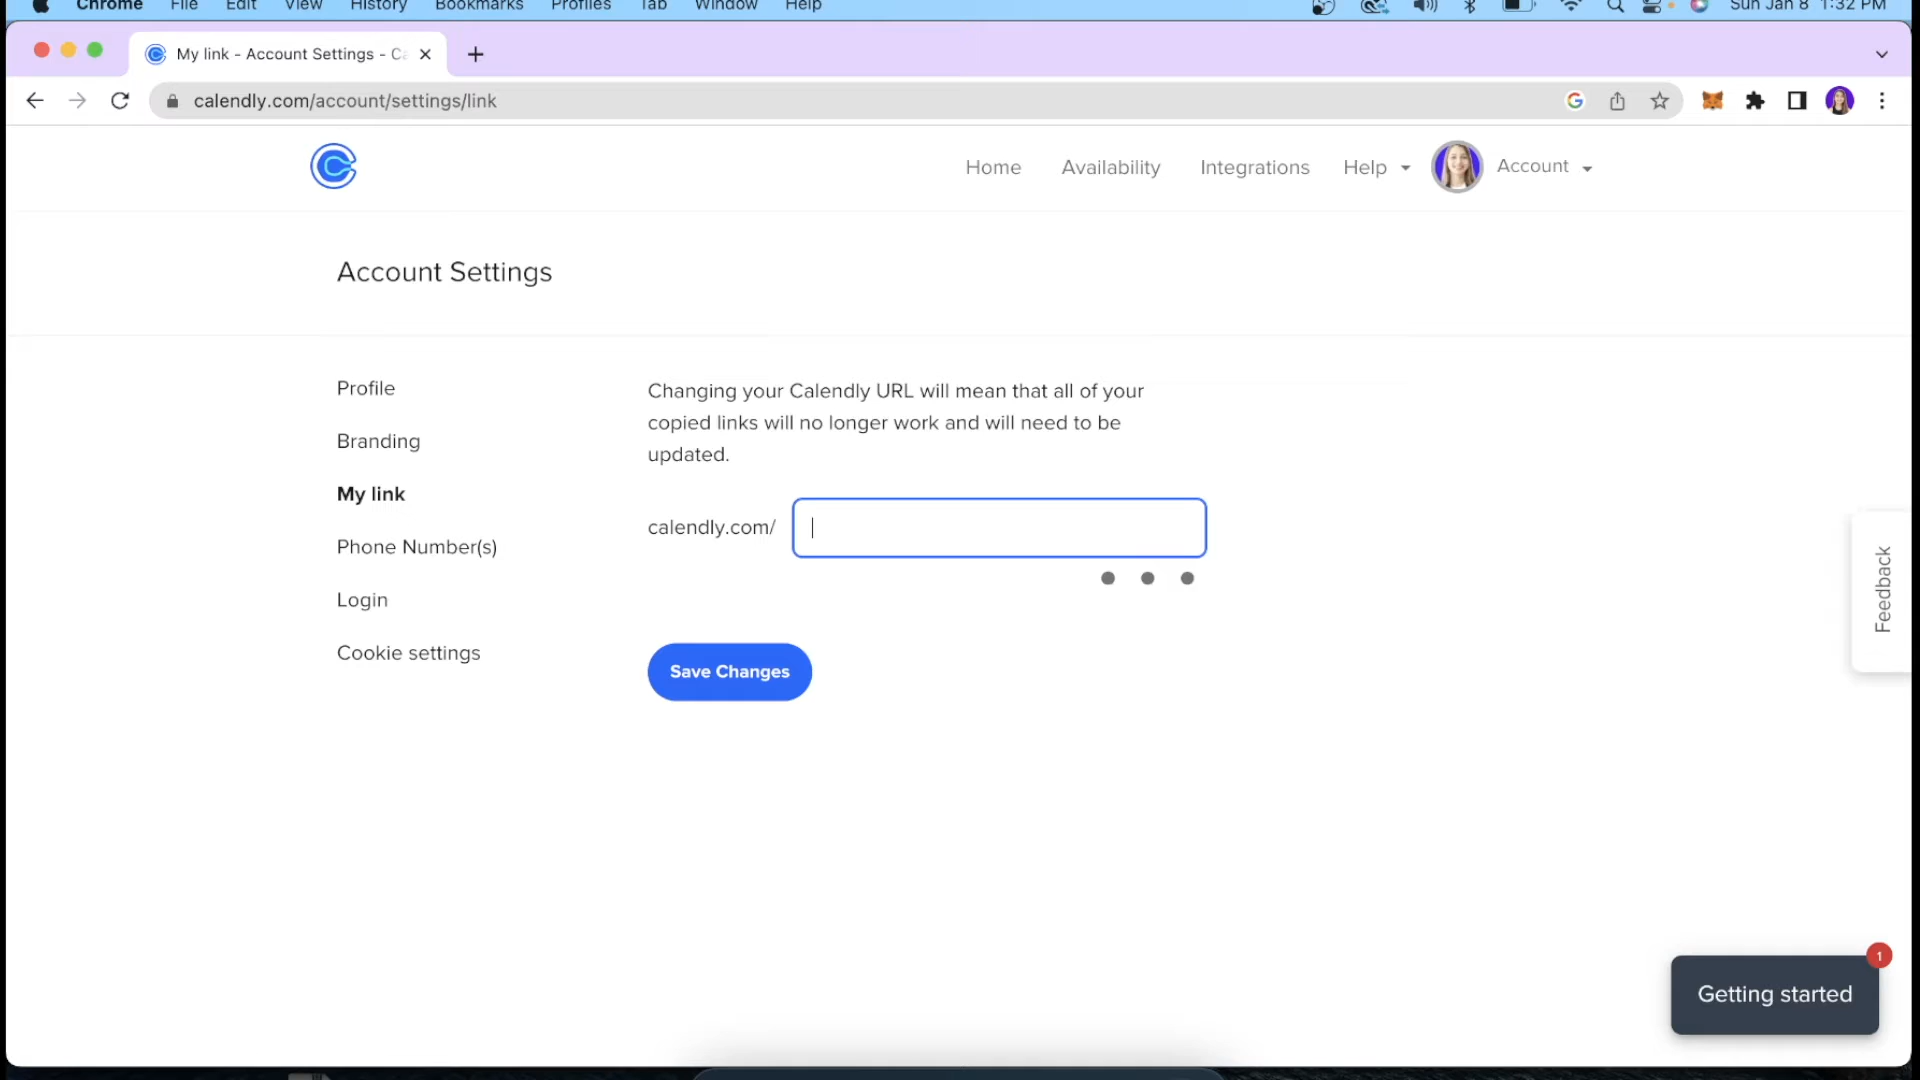 Chrome File Edit View History Bookmarks Profiles Tab Window Help Sun Jan 8 1:32 PM
My link - Account Settings - Ca
calendly.com/account/settings/link
Home Availability Integrations Help Account
Account Settings
Profile
Branding
My link
Phone Number(s)
Login
Cookie settings
Changing your Calendly URL will mean that all of your
copied links will no longer work and will need to be
updated.
calendly.com/
Save Changes
Feedback
1
Getting started